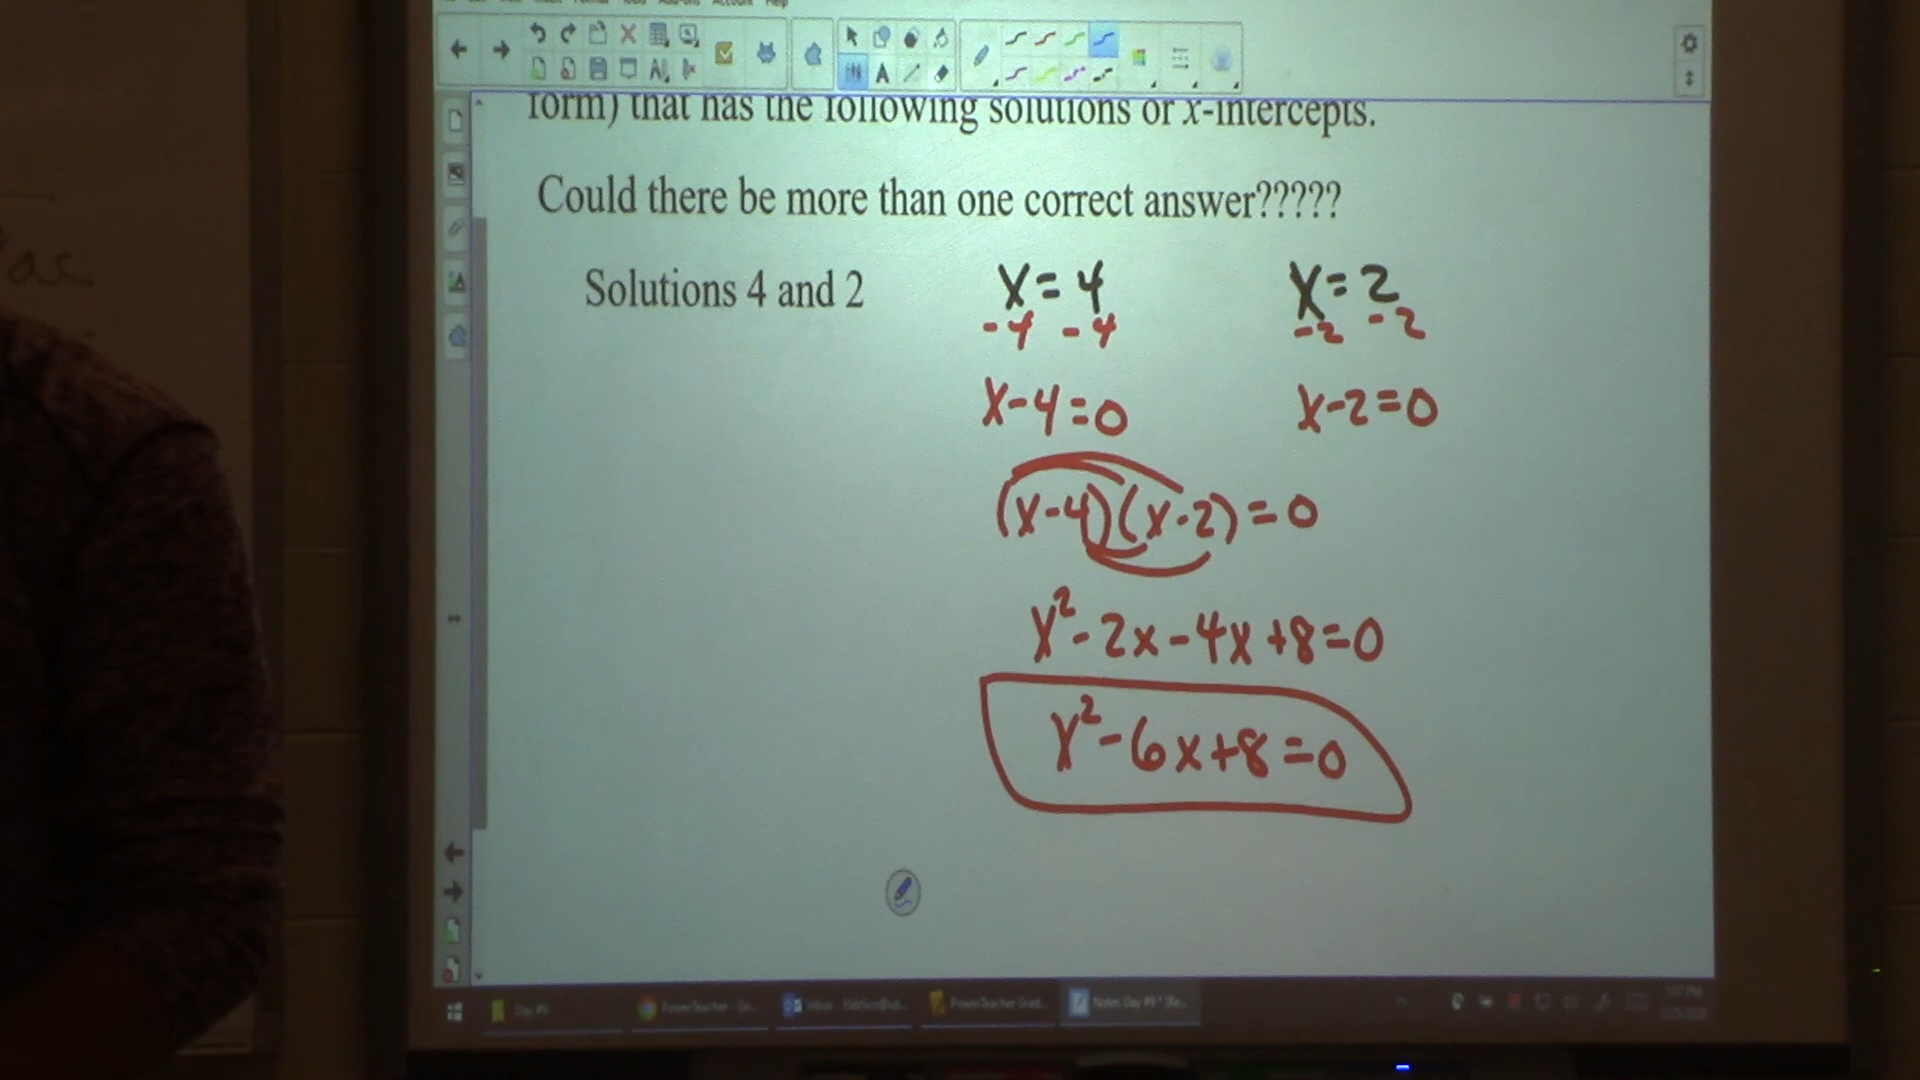 form) that has the following solutions or x-intercepts.
Could there be more than one correct answer?????
Solutions 4 and 2
x = 4
x = 2
-4 -4
-2 -2
x-4=0
x-2=0
(x-4)(x-2)=0
x²-2x-4x+8=0
x²-6x+8=0
ac